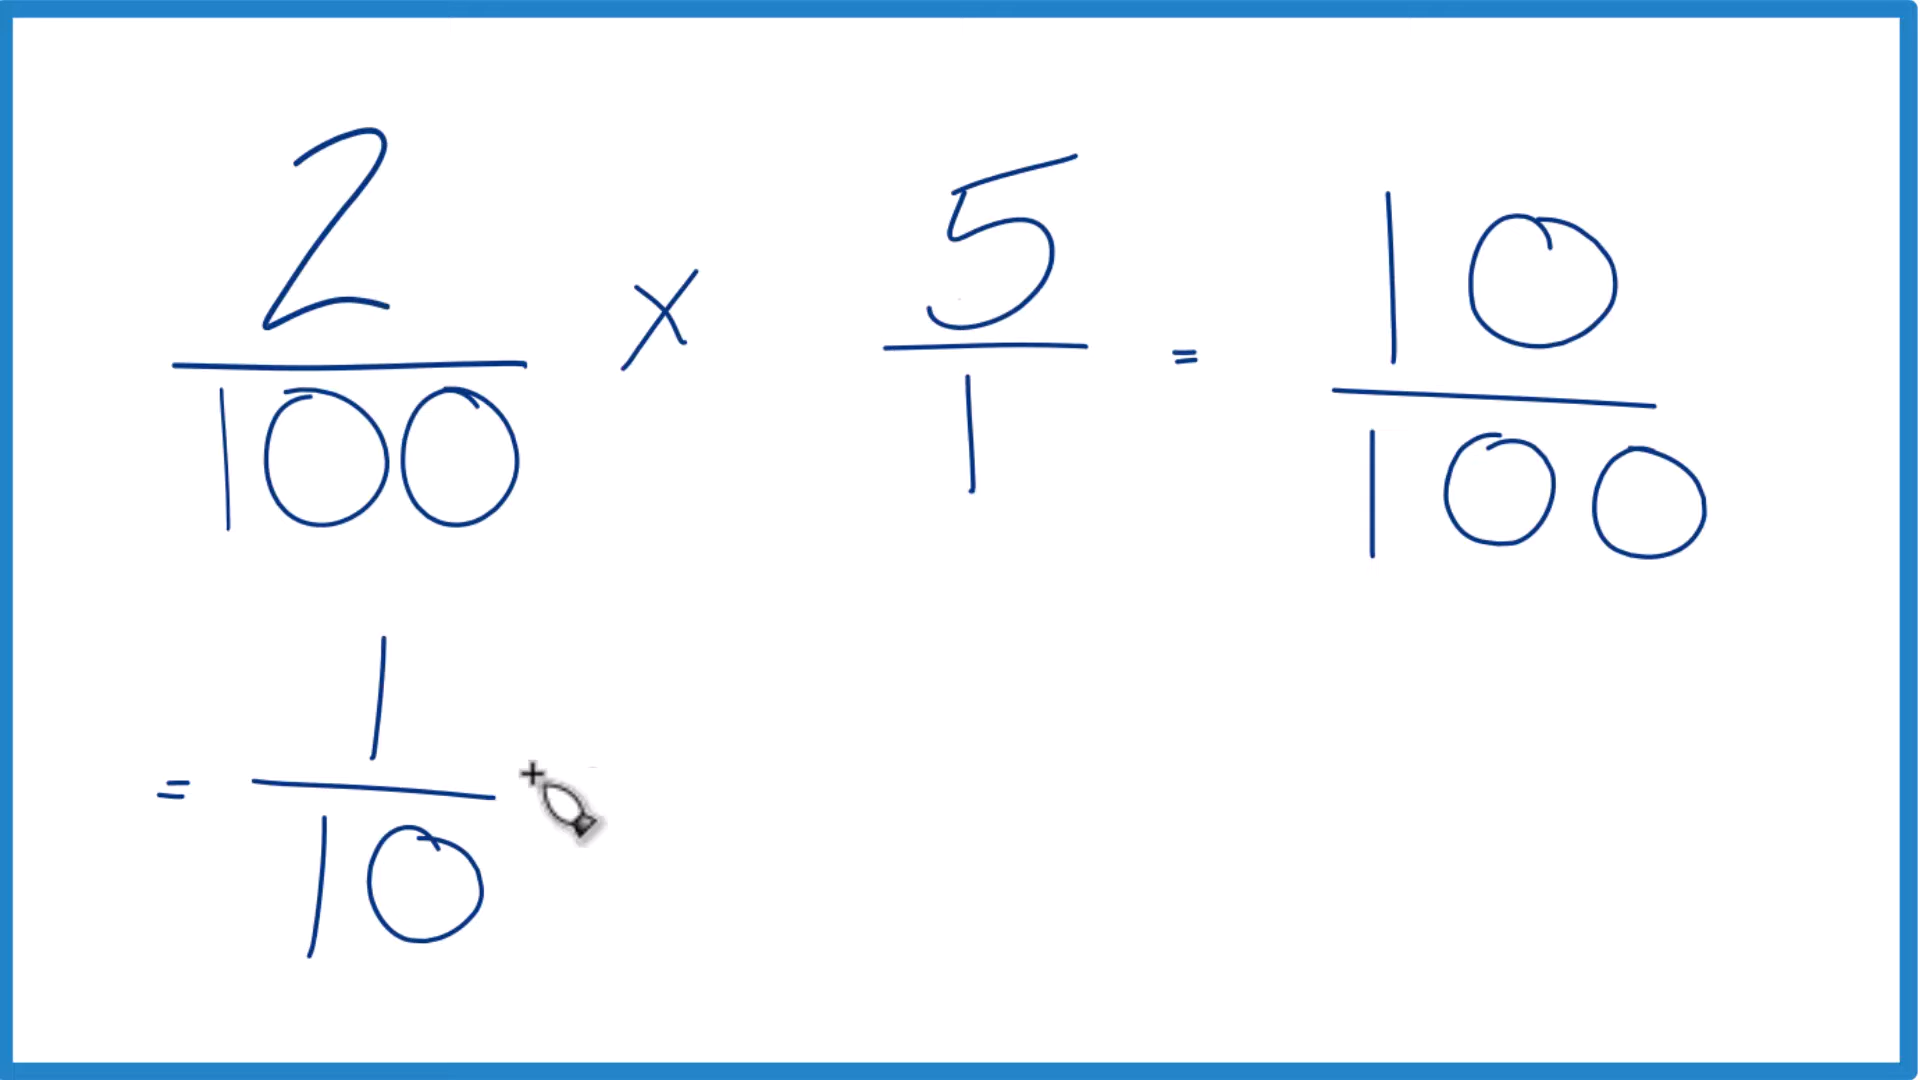 2/100 x 5/1 = 10/100
= 1/10